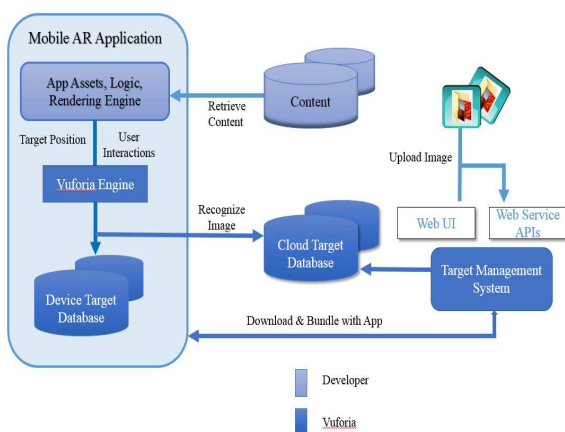 Mobile AR Application
App Assets, Logic,
Rendering Engine
Retrieve
Content
Content
Target Position
User
Interactions
Upload Image
Vuforia Engine
Recognize
Image
Web UI
Web Service
APIs
Cloud Target
Database
Target Management
System
Device Target
Database
Download & Bundle with App
Developer
Vuforia